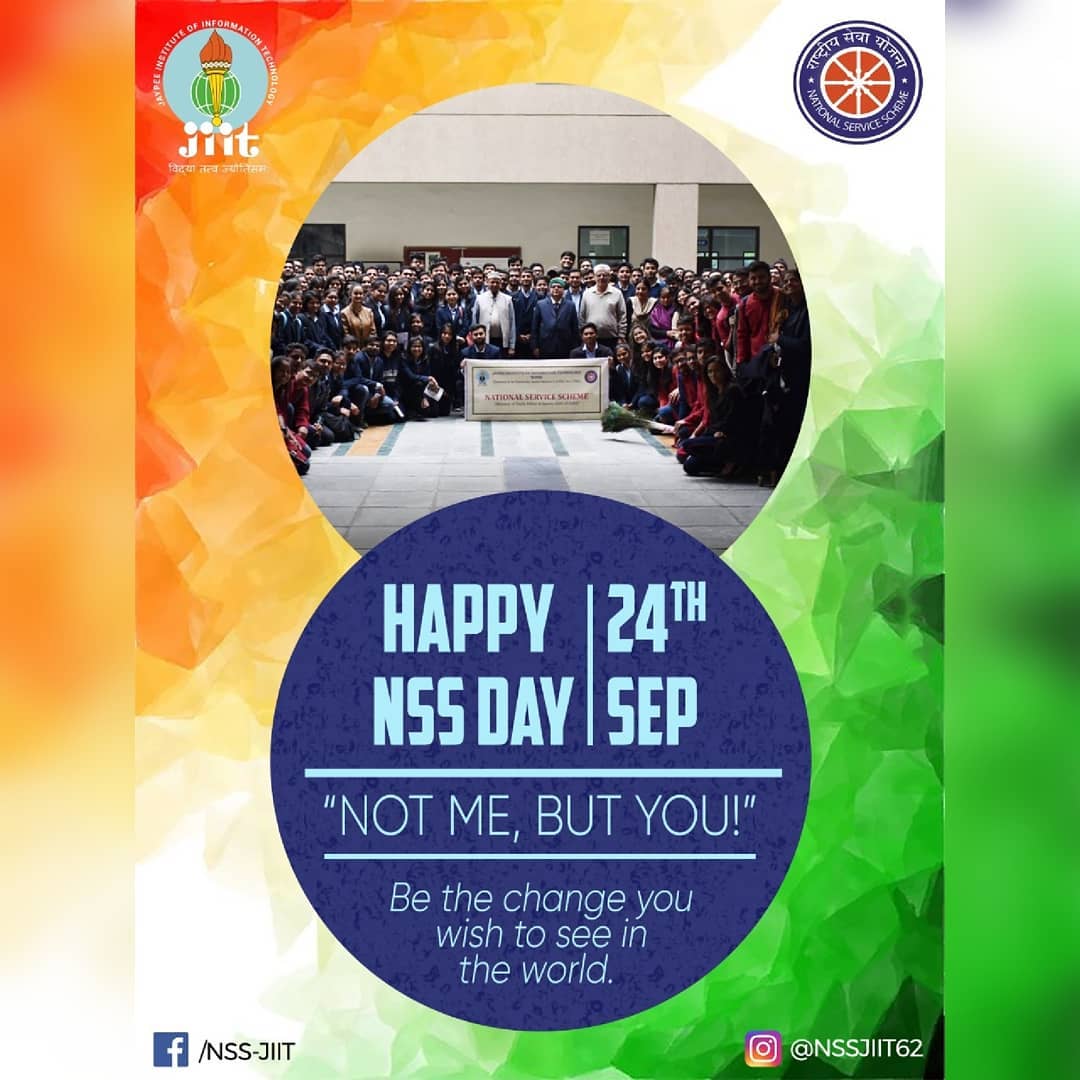 JAYPEE INSTITUTE OF INFORMATION TECHNOLOGY
jiit
विद्या तत्व ज्योतिसमः
राष्ट्रीय सेवा योजना
NATIONAL SERVICE SCHEME
NATIONAL SERVICE SCHEME
HAPPY
NSS DAY
24TH
SEP
“NOT ME, BUT YOU!”
Be the change you
wish to see in
the world.
/NSS-JIIT
@NSSJIIT62